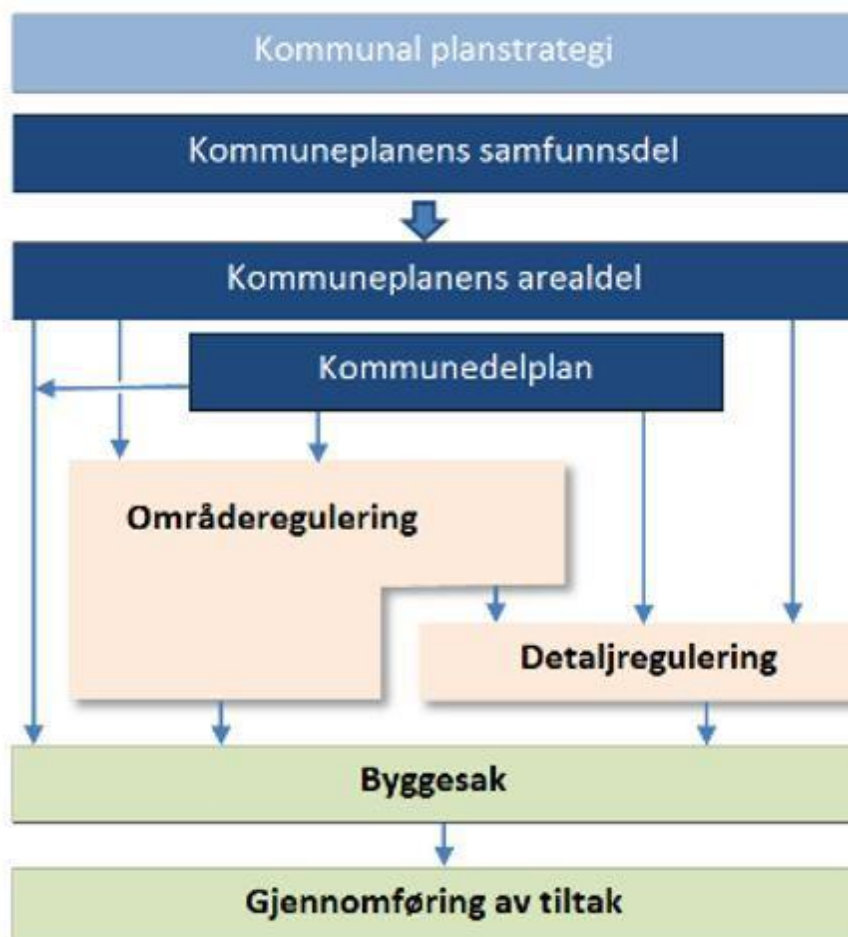 Kommunal planstrategi
Kommuneplanens samfunnsdel
Kommuneplanens arealdel
Kommunedelplan
Områderegulering
Detaljregulering
Byggesak
Gjennomføring av tiltak